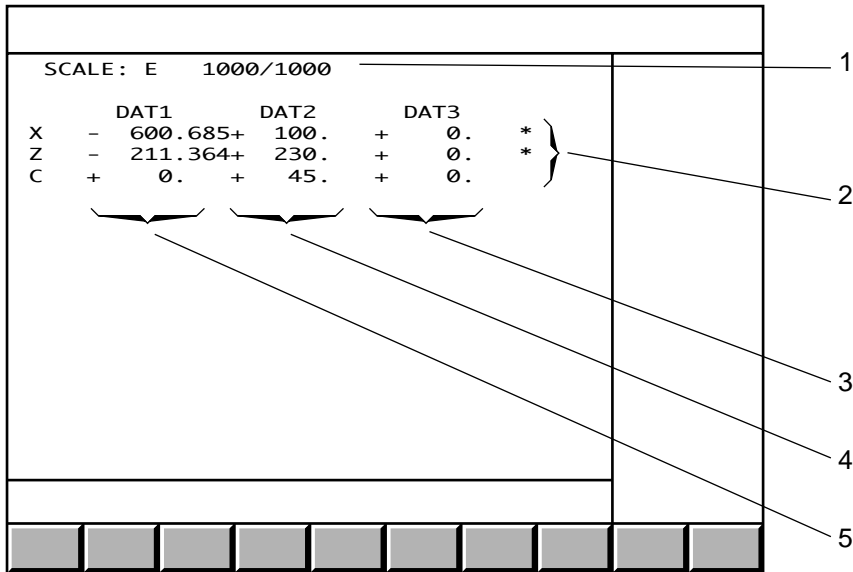 SCALE: E 1000/1000
DAT1 DAT2 DAT3
X - 600.685+ 100. + 0. *
Z - 211.364+ 230. + 0. *
C + 0. + 45. + 0.
1
2
3
4
5